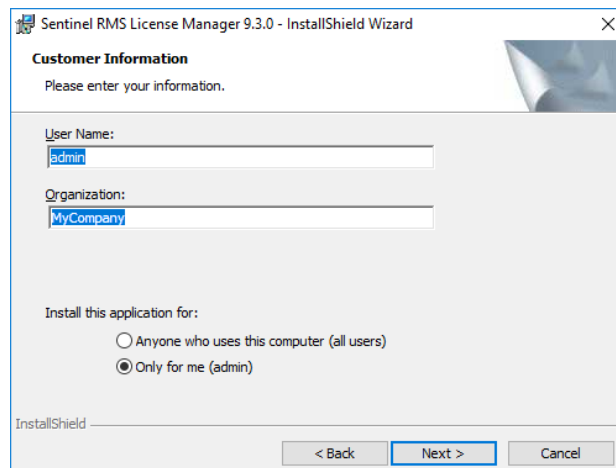 Sentinel RMS License Manager 9.3.0 - InstallShield Wizard
Customer Information
Please enter your information.
User Name:
admin
Organization:
MyCompany
Install this application for:
Anyone who uses this computer (all users)
Only for me (admin)
InstallShield
< Back Next > Cancel